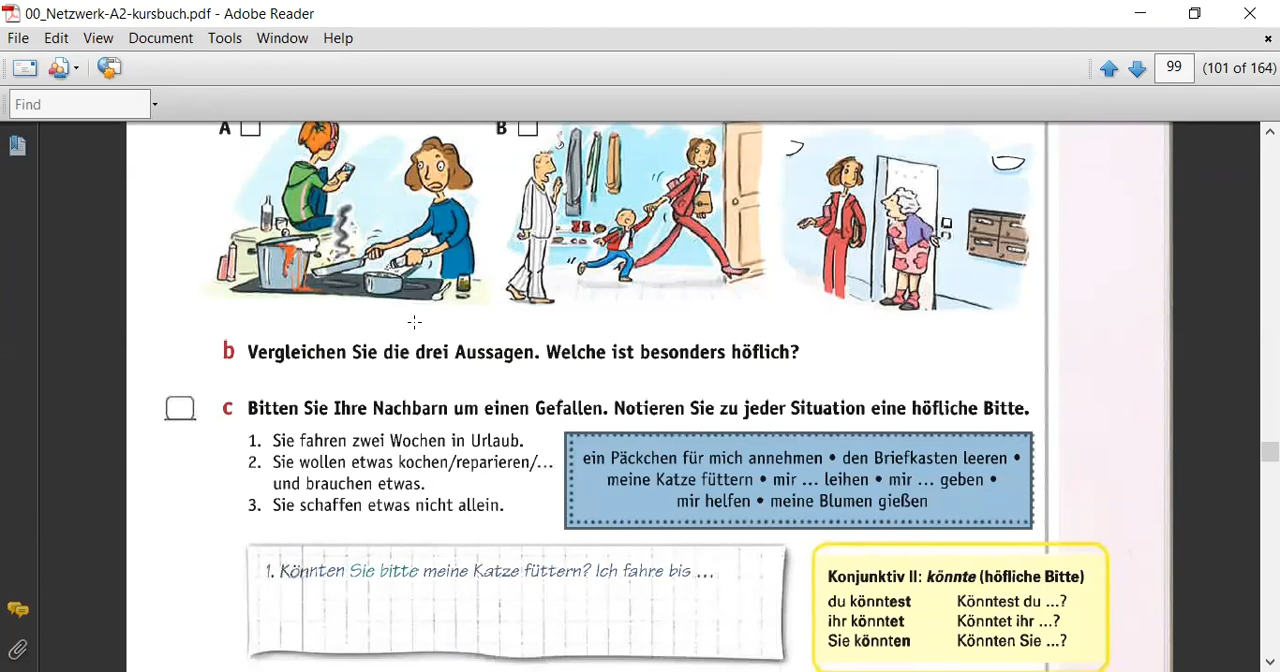 00_Netzwerk-A2-kursbuch.pdf - Adobe Reader
File Edit View Document Tools Window Help
99 (101 of 164)
Find
A B
b Vergleichen Sie die drei Aussagen. Welche ist besonders höflich?
c Bitten Sie Ihre Nachbarn um einen Gefallen. Notieren Sie zu jeder Situation eine höfliche Bitte.
1. Sie fahren zwei Wochen in Urlaub.
2. Sie wollen etwas kochen/reparieren/...
und brauchen etwas.
3. Sie schaffen etwas nicht allein.
ein Päckchen für mich annehmen • den Briefkasten leeren •
meine Katze füttern • mir ... leihen • mir ... geben •
mir helfen • meine Blumen gießen
1. Könnten Sie bitte meine Katze füttern? Ich fahre bis ...
Konjunktiv II: könnte (höfliche Bitte)
du könntest Könntest du ...?
ihr könntet Könntet ihr ...?
Sie könnten Könnten Sie ...?